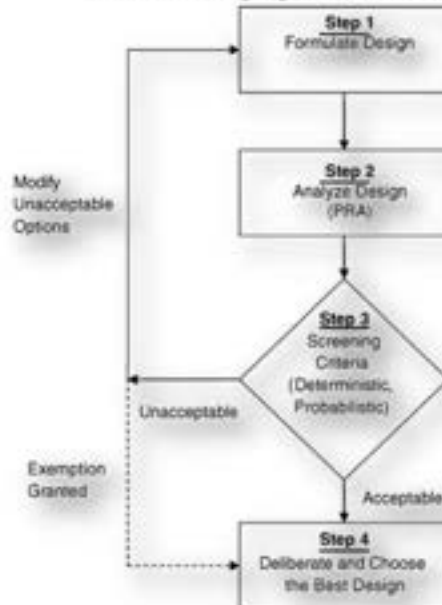 Step 1
Formulate Design
Step 2
Analyze Design
(PRA)
Modify
Unacceptable
Options
Step 3
Screening
Criteria
(Deterministic,
Probabilistic)
Unacceptable
Exemption
Granted
Acceptable
Step 4
Deliberate and Choose
the Best Design